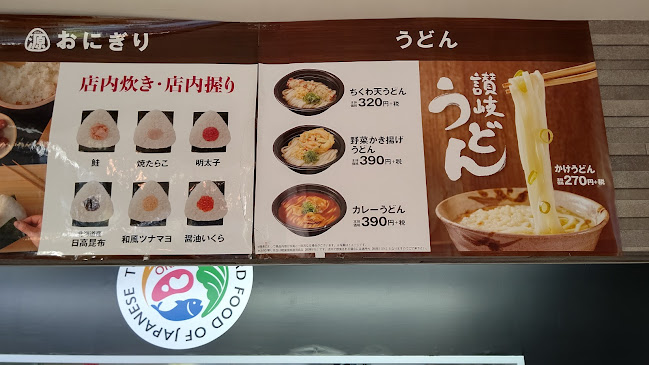 源 おにぎり
うどん
店内炊き・店内握り
鮭
焼たらこ
明太子
日高昆布
和風ツナマヨ
醤油いくら
ちくわ天うどん
320円+税
野菜かき揚げ
うどん
390円+税
カレーうどん
390円+税
讃岐
うどん
かけうどん
270円+税
FOOD OF JAPANESE